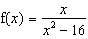 f(x) = x / (x² − 16)